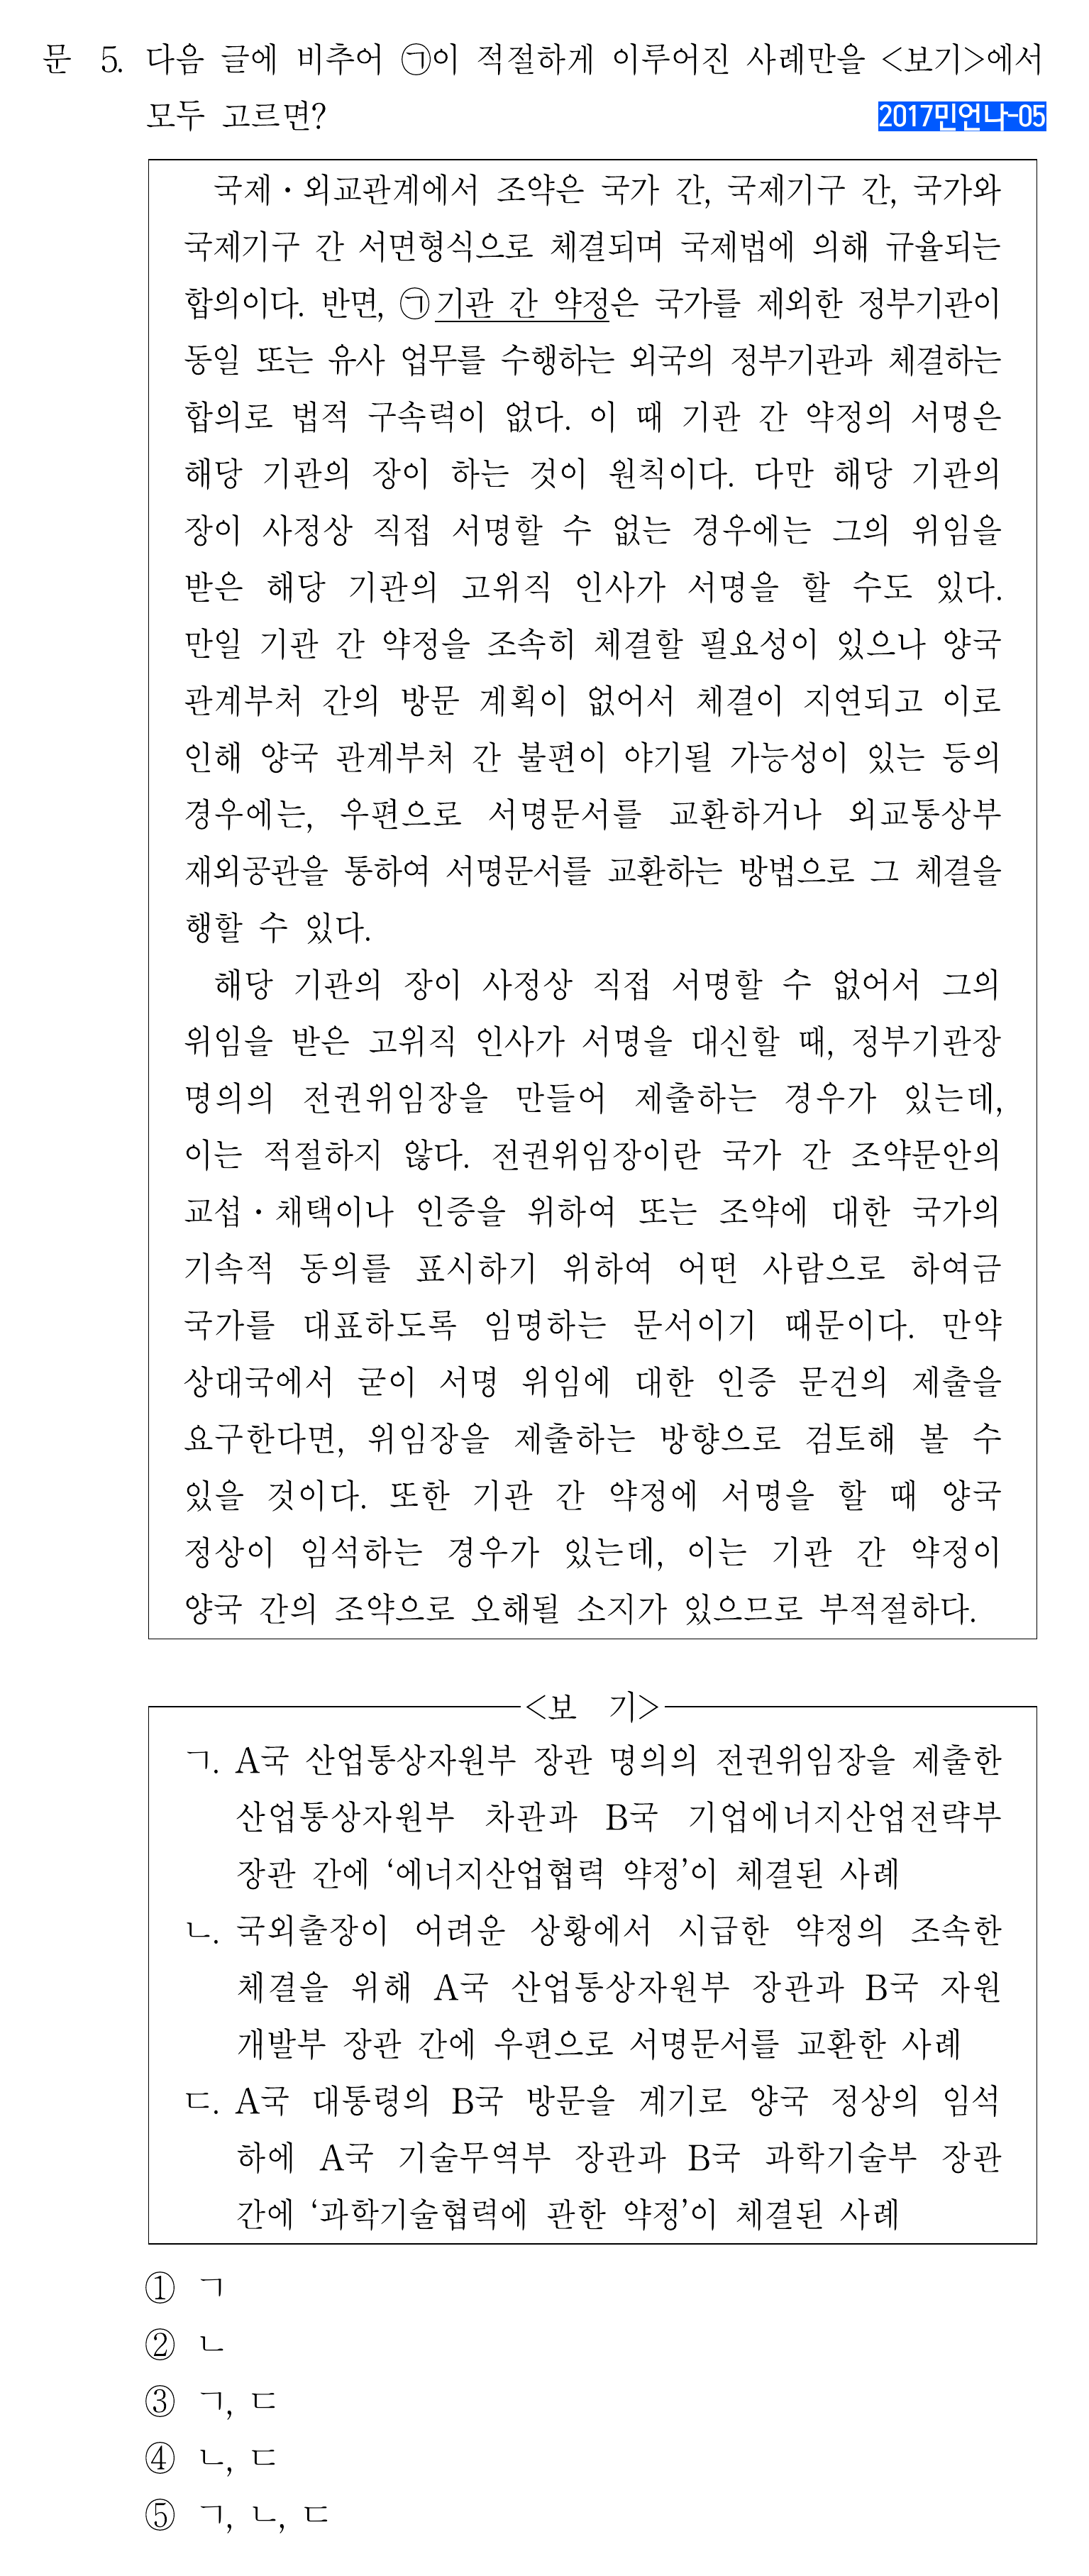 문 5. 다음 글에 비추어 ㉠이 적절하게 이루어진 사례만을 <보기>에서
모두 고르면?
2017민언나-05
국제・외교관계에서 조약은 국가 간, 국제기구 간, 국가와
국제기구 간 서면형식으로 체결되며 국제법에 의해 규율되는
합의이다. 반면, ㉠기관 간 약정은 국가를 제외한 정부기관이
동일 또는 유사 업무를 수행하는 외국의 정부기관과 체결하는
합의로 법적 구속력이 없다. 이 때 기관 간 약정의 서명은
해당 기관의 장이 하는 것이 원칙이다. 다만 해당 기관의
장이 사정상 직접 서명할 수 없는 경우에는 그의 위임을
받은 해당 기관의 고위직 인사가 서명을 할 수도 있다.
만일 기관 간 약정을 조속히 체결할 필요성이 있으나 양국
관계부처 간의 방문 계획이 없어서 체결이 지연되고 이로
인해 양국 관계부처 간 불편이 야기될 가능성이 있는 등의
경우에는, 우편으로 서명문서를 교환하거나 외교통상부
재외공관을 통하여 서명문서를 교환하는 방법으로 그 체결을
행할 수 있다.
해당 기관의 장이 사정상 직접 서명할 수 없어서 그의
위임을 받은 고위직 인사가 서명을 대신할 때, 정부기관장
명의의 전권위임장을 만들어 제출하는 경우가 있는데,
이는 적절하지 않다. 전권위임장이란 국가 간 조약문안의
교섭・채택이나 인증을 위하여 또는 조약에 대한 국가의
기속적 동의를 표시하기 위하여 어떤 사람으로 하여금
국가를 대표하도록 임명하는 문서이기 때문이다. 만약
상대국에서 굳이 서명 위임에 대한 인증 문건의 제출을
요구한다면, 위임장을 제출하는 방향으로 검토해 볼 수
있을 것이다. 또한 기관 간 약정에 서명을 할 때 양국
정상이 임석하는 경우가 있는데, 이는 기관 간 약정이
양국 간의 조약으로 오해될 소지가 있으므로 부적절하다.
<보 기>
ㄱ. A국 산업통상자원부 장관 명의의 전권위임장을 제출한
산업통상자원부 차관과 B국 기업에너지산업전략부
장관 간에 ‘에너지산업협력 약정’이 체결된 사례
ㄴ. 국외출장이 어려운 상황에서 시급한 약정의 조속한
체결을 위해 A국 산업통상자원부 장관과 B국 자원
개발부 장관 간에 우편으로 서명문서를 교환한 사례
ㄷ. A국 대통령의 B국 방문을 계기로 양국 정상의 임석
하에 A국 기술무역부 장관과 B국 과학기술부 장관
간에 ‘과학기술협력에 관한 약정’이 체결된 사례
① ㄱ
② ㄴ
③ ㄱ, ㄷ
④ ㄴ, ㄷ
⑤ ㄱ, ㄴ, ㄷ